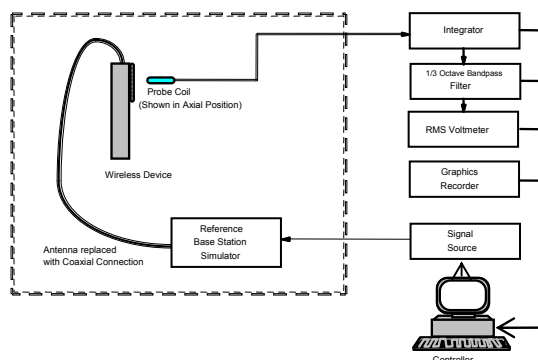 Integrator
1/3 Octave Bandpass
Filter
Probe Coil
(Shown in Axial Position)
RMS Voltmeter
Wireless Device
Graphics
Recorder
Reference
Base Station
Simulator
Signal
Source
Antenna replaced
with Coaxial Connection
Controller